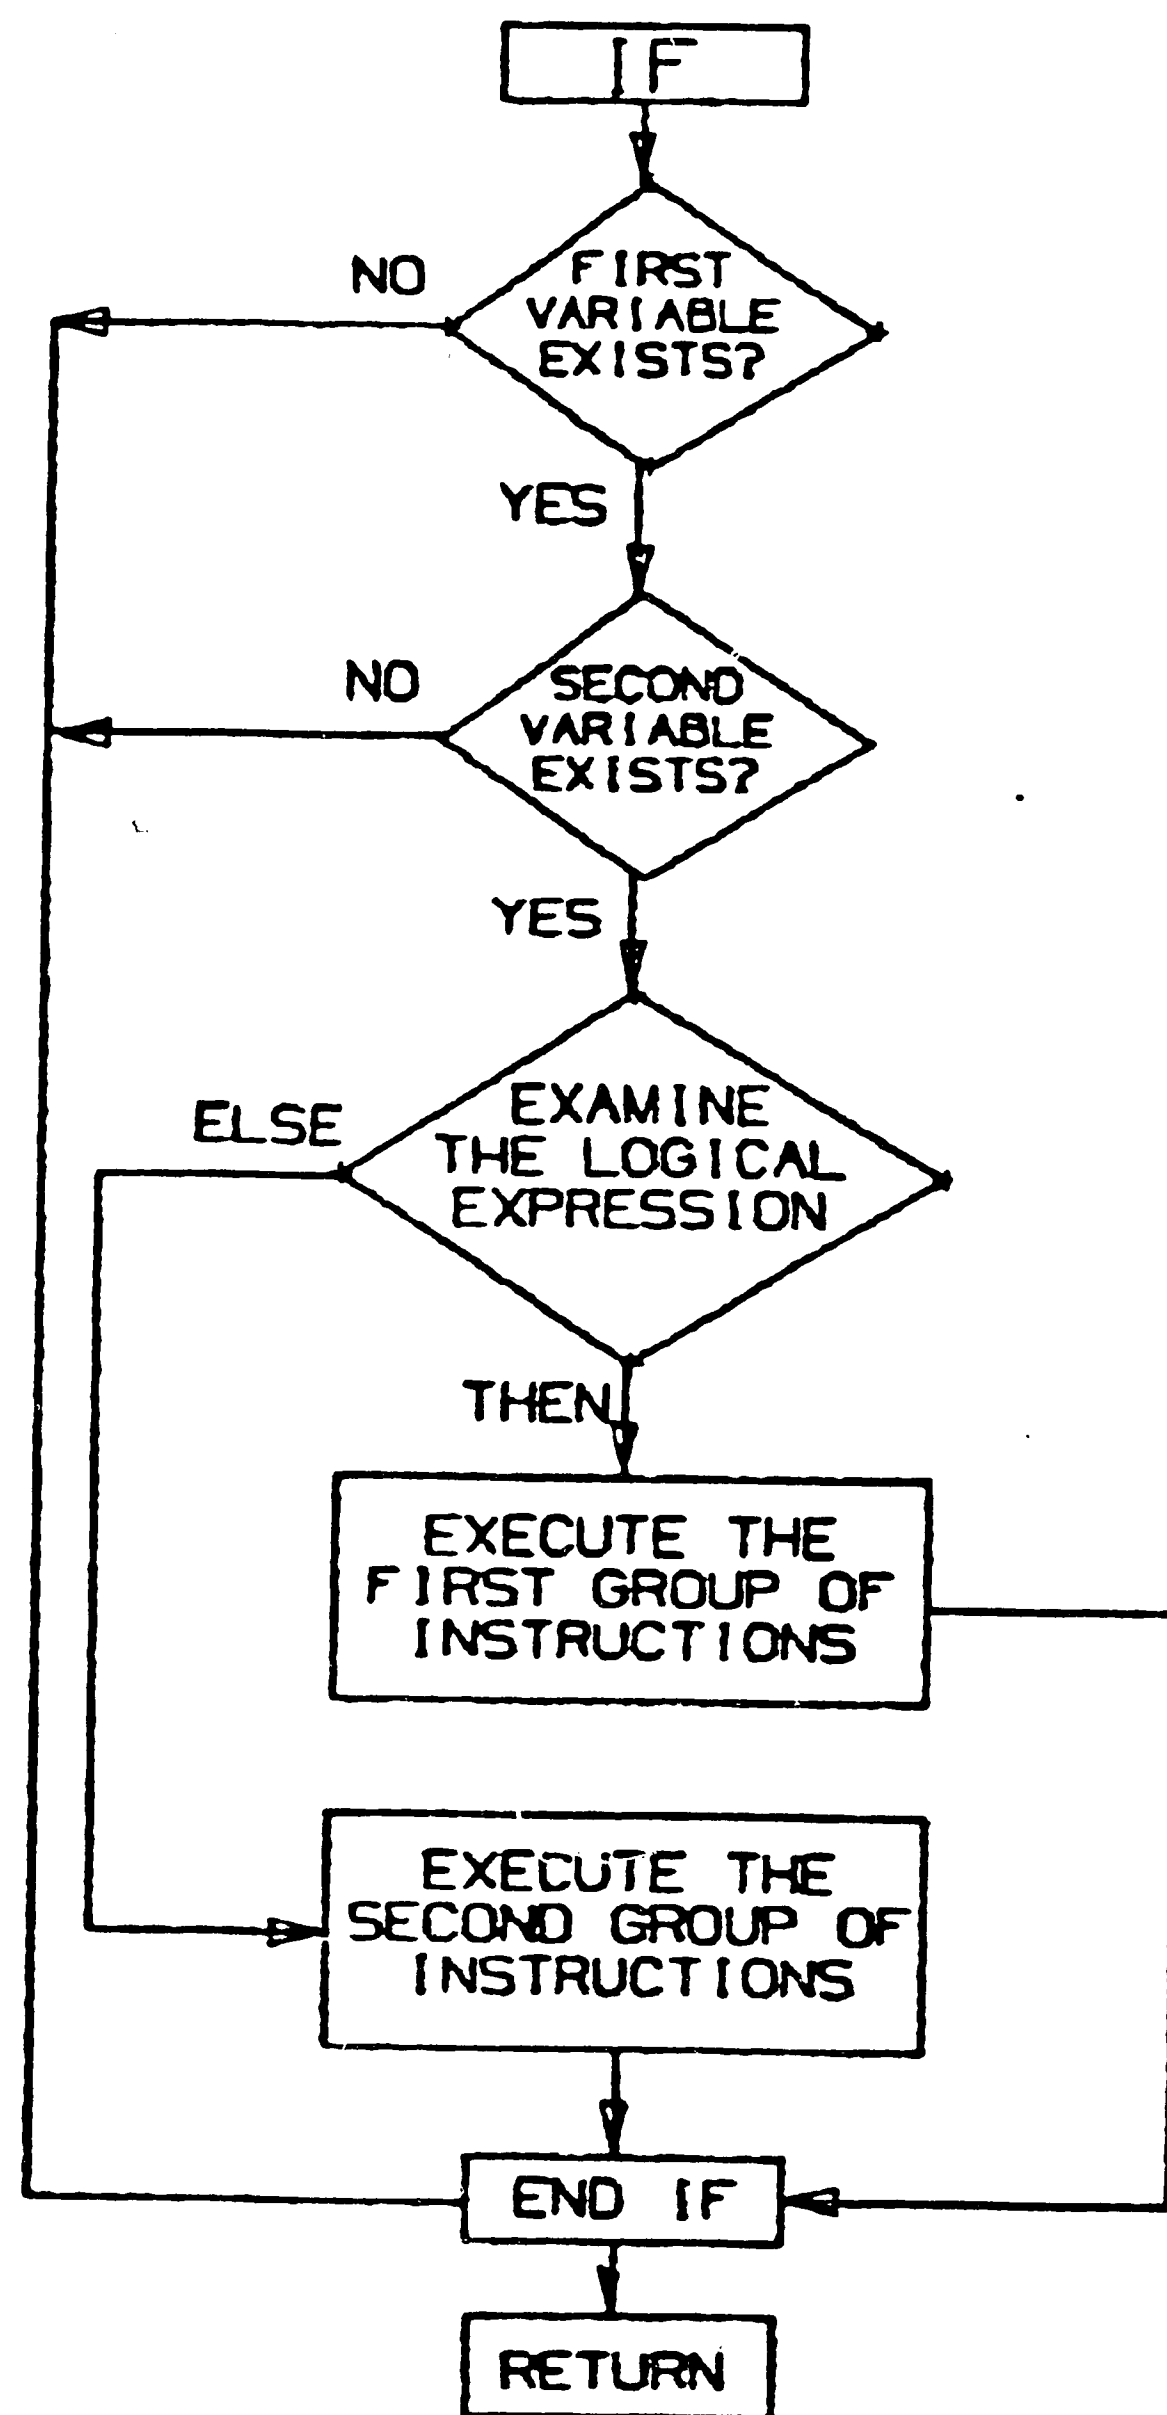 IF
NO
FIRST
VARIABLE
EXISTS?
YES
NO
SECOND
VARIABLE
EXISTS?
YES
ELSE
EXAMINE
THE LOGICAL
EXPRESSION
THEN
EXECUTE THE
FIRST GROUP OF
INSTRUCTIONS
EXECUTE THE
SECOND GROUP OF
INSTRUCTIONS
END IF
RETURN